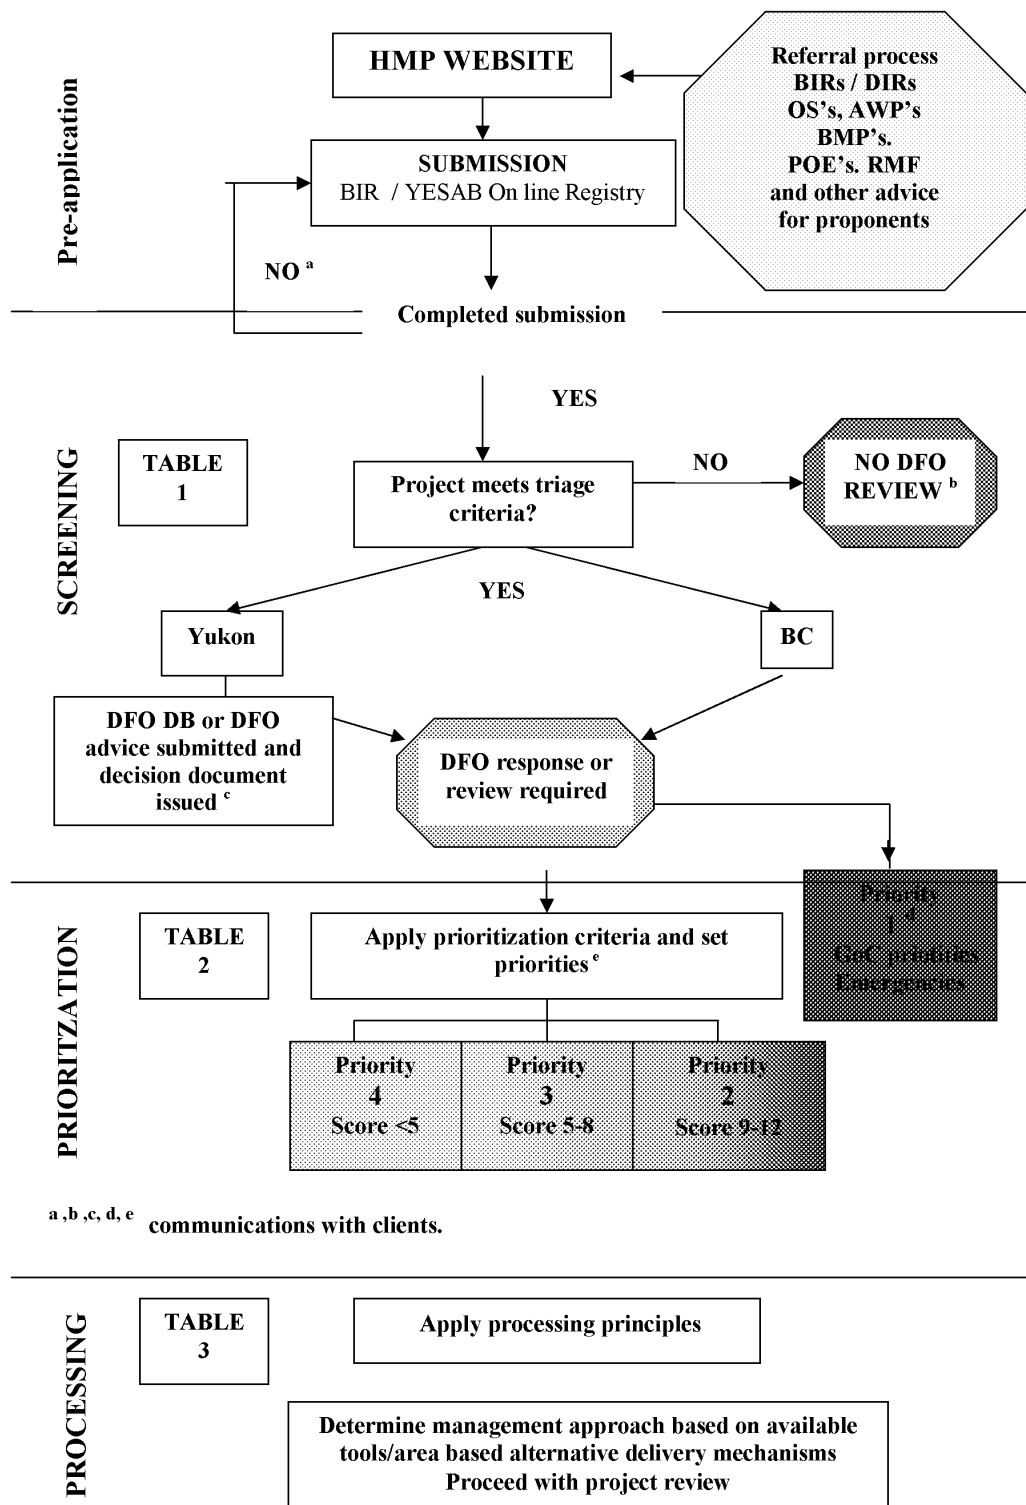 Pre-application
HMP WEBSITE
Referral process
BIRs / DIRs
OS's, AWP's
BMP's.
POE's. RMF
and other advice
for proponents
SUBMISSION
BIR / YESAB On line Registry
NO a
Completed submission
SCREENING
YES
TABLE
1
Project meets triage
criteria?
NO
NO DFO
REVIEW b
YES
Yukon
BC
DFO DB or DFO
advice submitted and
decision document
issued c
DFO response or
review required
PRIORITZATION
TABLE
2
Apply prioritization criteria and set
priorities e
Priority
1 d
GoC priorities
Emergencies
Priority
4
Score <5
Priority
3
Score 5-8
Priority
2
Score 9-12
a ,b ,c, d, e communications with clients.
PROCESSING
TABLE
3
Apply processing principles
Determine management approach based on available
tools/area based alternative delivery mechanisms
Proceed with project review